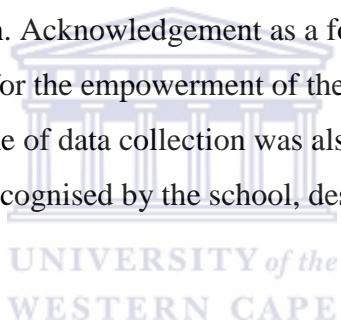 n. Acknowledgement as a fo
for the empowerment of the
e of data collection was als
cognised by the school, des
UNIVERSITY of the
WESTERN CAPE